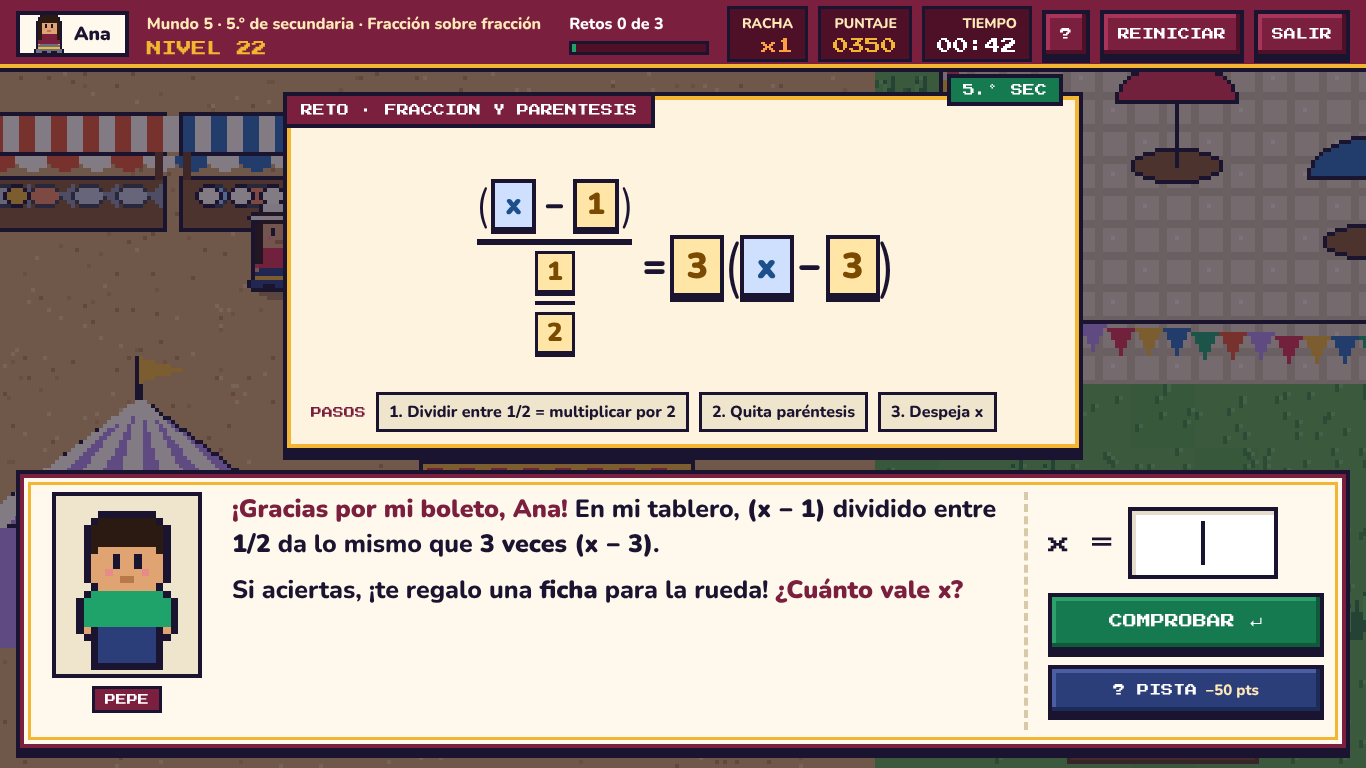 Ana
Mundo 5 · 5.º de secundaria · Fracción sobre fracción
NIVEL 22
Retos 0 de 3
RACHA
x1
PUNTAJE
0350
TIEMPO
00:42
?
REINICIAR
SALIR
RETO · FRACCION Y PARENTESIS
5.° SEC
(x − 1)
1
2
= 3(x − 3)
PASOS
1. Dividir entre 1/2 = multiplicar por 2
2. Quita paréntesis
3. Despeja x
¡Gracias por mi boleto, Ana! En mi tablero, (x − 1) dividido entre
1/2 da lo mismo que 3 veces (x − 3).
Si aciertas, ¡te regalo una ficha para la rueda! ¿Cuánto vale x?
PEPE
x =
COMPROBAR ↵
? PISTA −50 pts